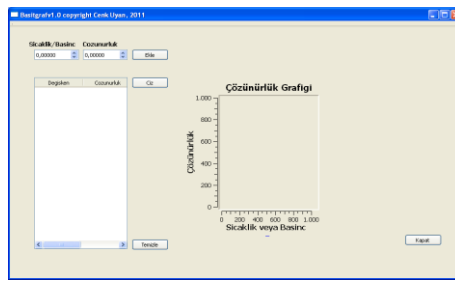 Basitgrafv1.0 copyright Cenk Uyan, 2011
Sicaklik/Basinc Cozunurluk
0,00000 0,00000 Ekle
Degisken Cozunurluk Ciz
Çözünürlük Grafigi
1.000
800
600
400
200
0
Çözünürlük
0 200 400 600 800 1.000
Sicaklik veya Basinc
Temizle
Kapat